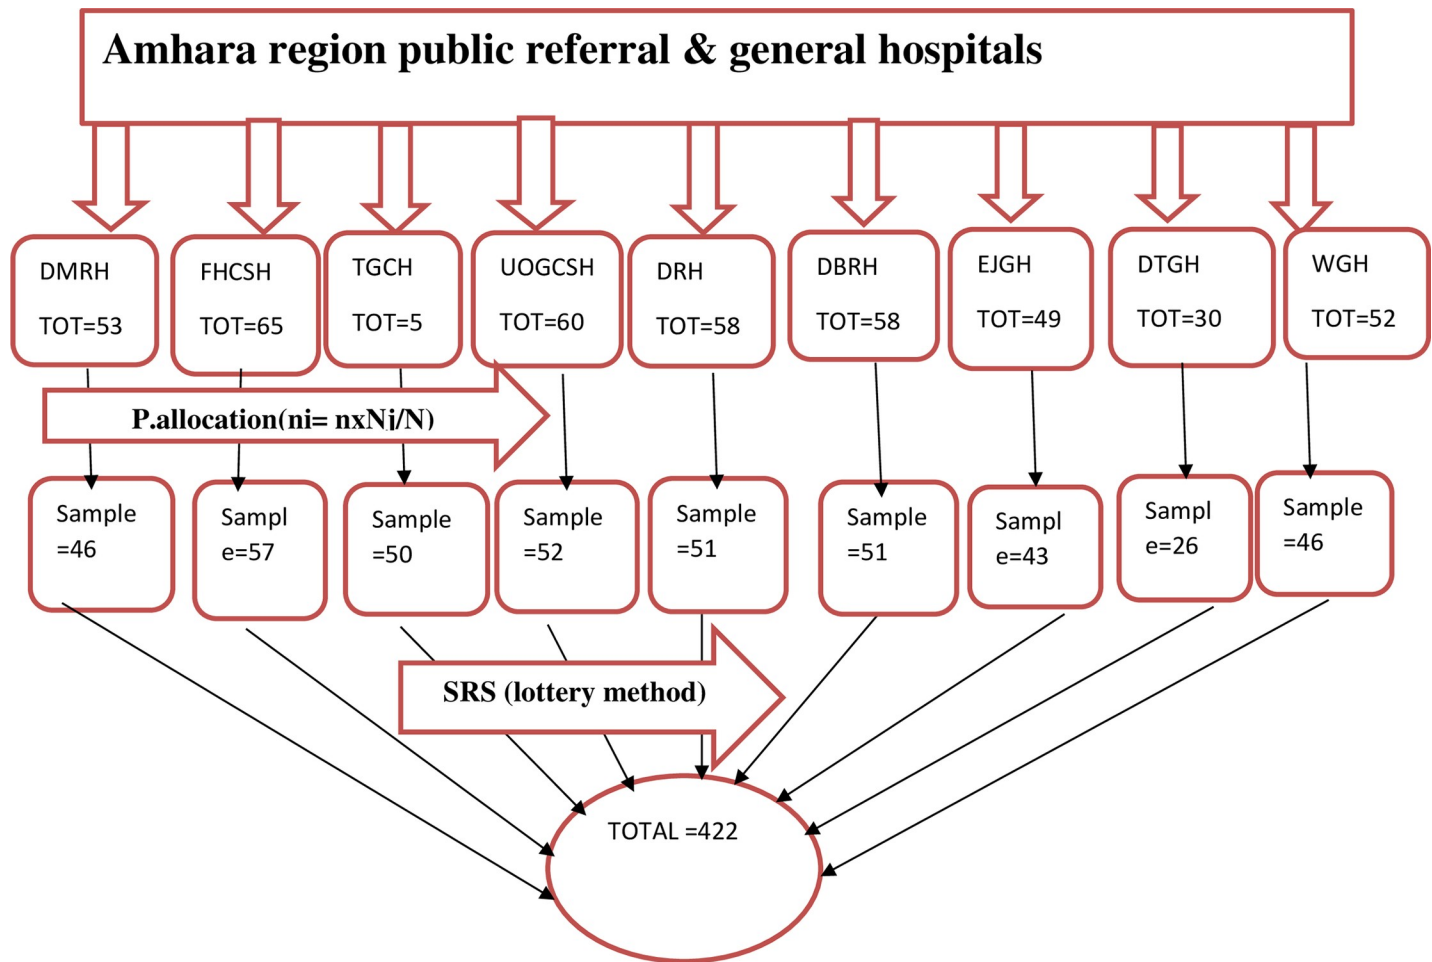 Amhara region public referral & general hospitals
DMRH
TOT=53
FHCSH
TOT=65
TGCH
TOT=5
UOGCSH
TOT=60
DRH
TOT=58
DBRH
TOT=58
EJGH
TOT=49
DTGH
TOT=30
WGH
TOT=52
P.allocation(ni= nxNj/N)
Sample
=46
Sampl
e=57
Sample
=50
Sample
=52
Sample
=51
Sample
=51
Sampl
e=43
Sampl
e=26
Sample
=46
SRS (lottery method)
TOTAL =422